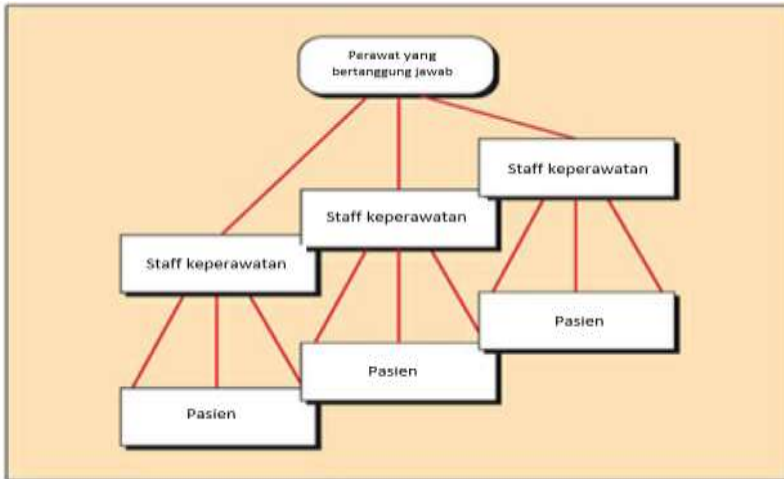 Perawat yang
bertanggung jawab
Staff keperawatan
Staff keperawatan
Staff keperawatan
Pasien
Pasien
Pasien